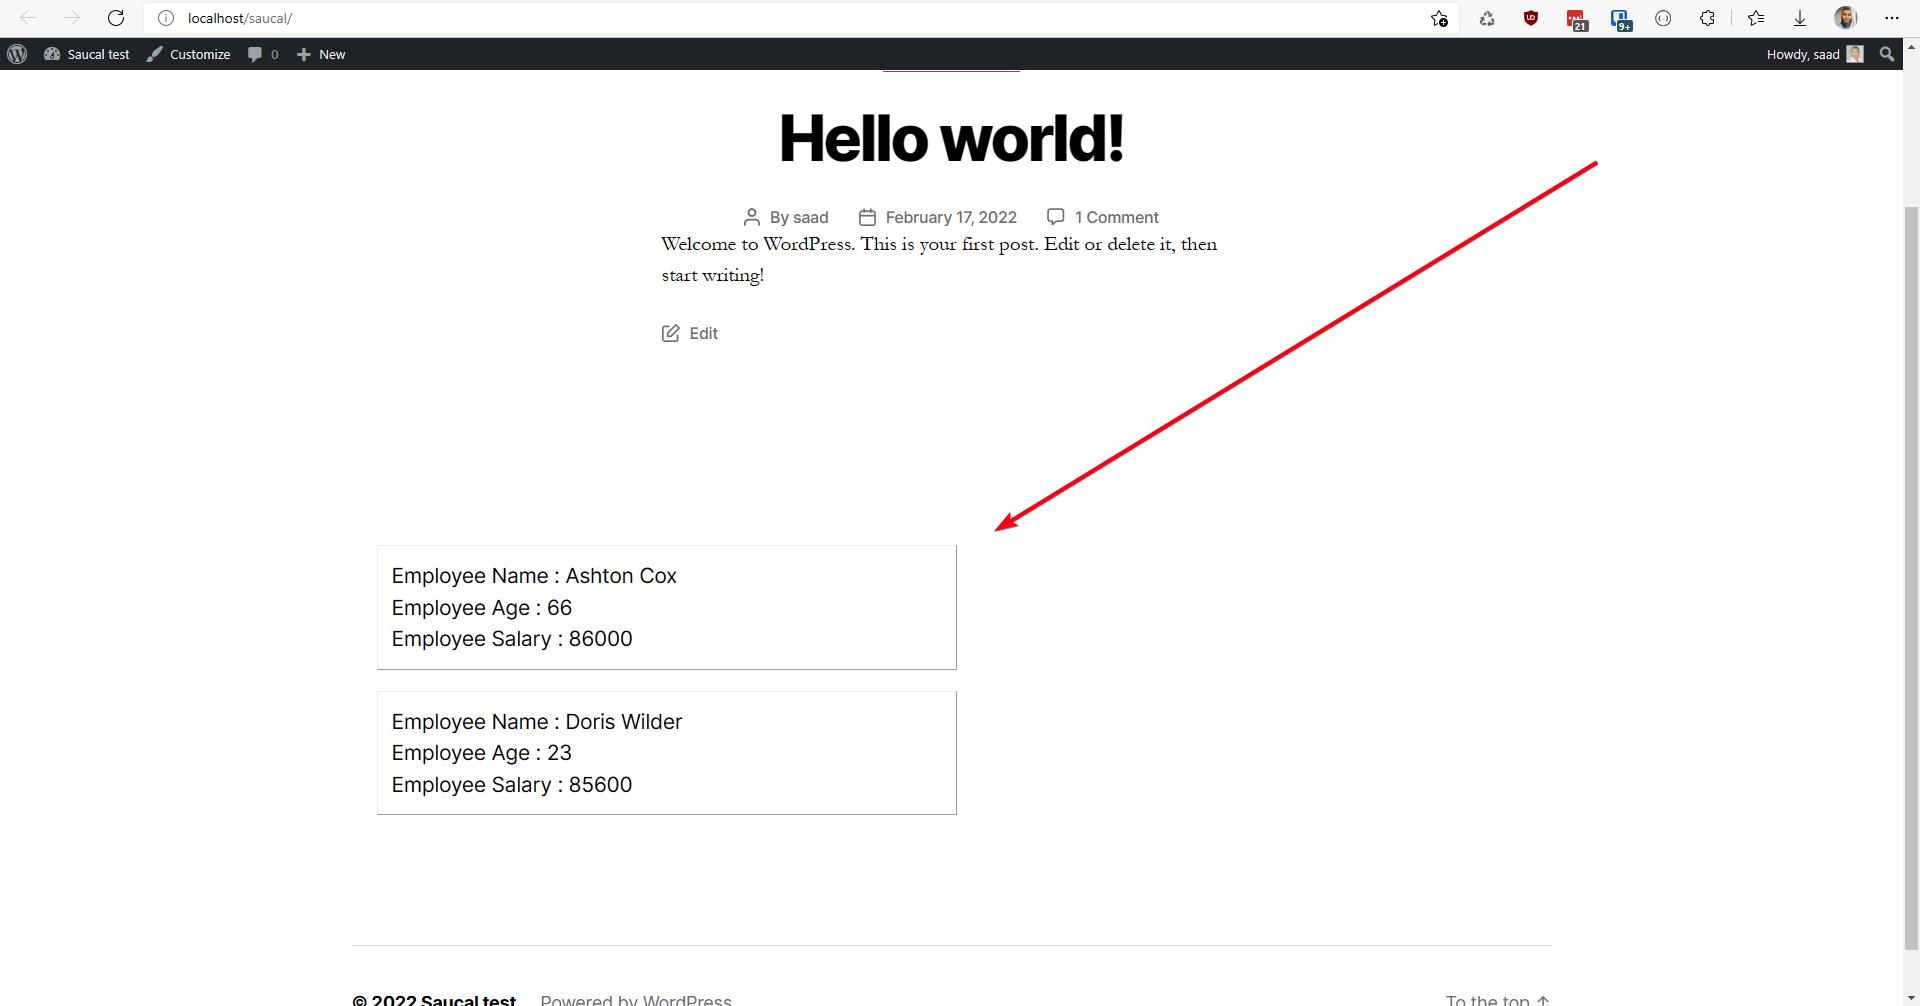 localhost/saucal/
21
9+
Saucal test
Customize
0
New
Howdy, saad
Hello world!
By saad
February 17, 2022
1 Comment
Welcome to WordPress. This is your first post. Edit or delete it, then
start writing!
Edit
Employee Name : Ashton Cox
Employee Age : 66
Employee Salary : 86000
Employee Name : Doris Wilder
Employee Age : 23
Employee Salary : 85600
© 2022 Saucal test
Powered by WordPress
To the top ↑